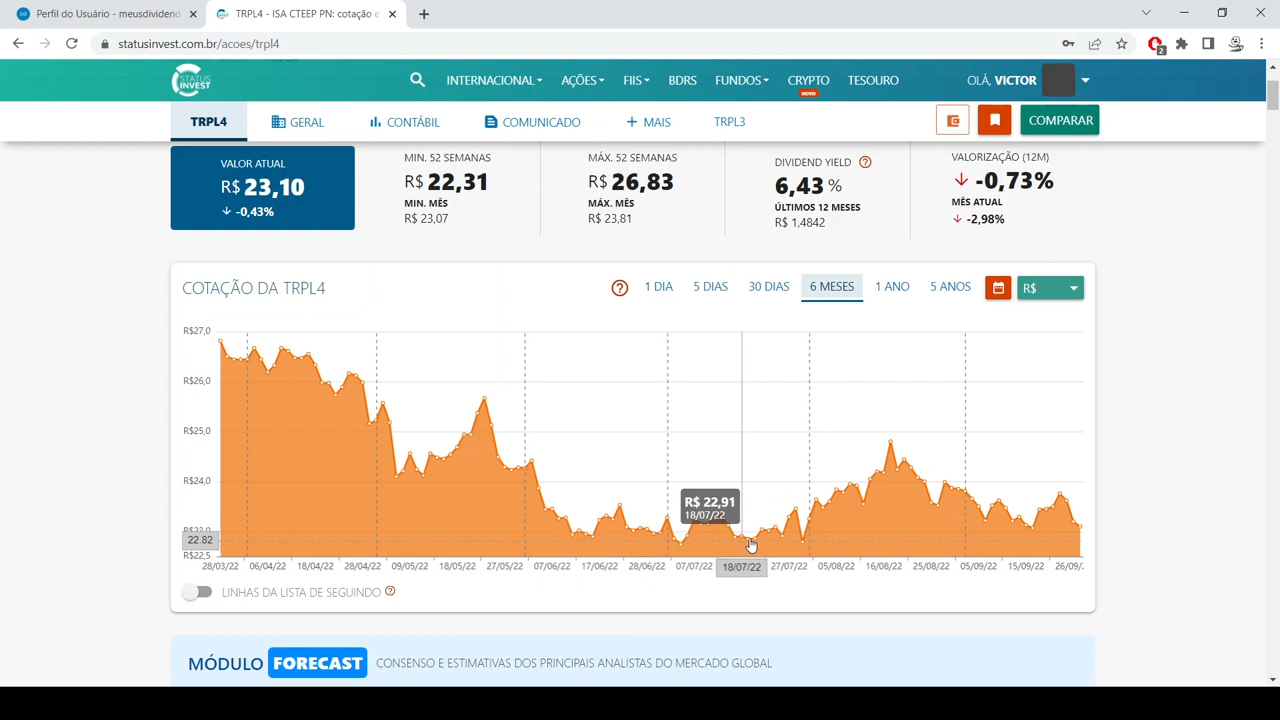 Perfil do Usuário - meusdividend
TRPL4 - ISA CTEEP PN: cotação e
statusinvest.com.br/acoes/trpl4
2
STATUS INVEST
INTERNACIONAL
AÇÕES
FIIS
BDRS
FUNDOS
CRYPTO
NOVO
TESOURO
OLÁ, VICTOR
TRPL4
GERAL
CONTÁBIL
COMUNICADO
+ MAIS
TRPL3
COMPARAR
VALOR ATUAL
R$ 23,10
-0,43%
MIN. 52 SEMANAS
R$ 22,31
MIN. MÊS
R$ 23,07
MÁX. 52 SEMANAS
R$ 26,83
MÁX. MÊS
R$ 23,81
DIVIDEND YIELD ?
6,43 %
ÚLTIMOS 12 MESES
R$ 1,4842
VALORIZAÇÃO (12M)
-0,73%
MÊS ATUAL
-2,98%
COTAÇÃO DA TRPL4
?
1 DIA
5 DIAS
30 DIAS
6 MESES
1 ANO
5 ANOS
R$
R$27,0
R$26,0
R$25,0
R$24,0
R$23,0
22.82
R$22,5
R$ 22,91
18/07/22
28/03/22
06/04/22
18/04/22
28/04/22
09/05/22
18/05/22
27/05/22
07/06/22
17/06/22
28/06/22
07/07/22
18/07/22
27/07/22
05/08/22
16/08/22
25/08/22
05/09/22
15/09/22
26/09/
LINHAS DA LISTA DE SEGUINDO ?
MÓDULO FORECAST CONSENSO E ESTIMATIVAS DOS PRINCIPAIS ANALISTAS DO MERCADO GLOBAL